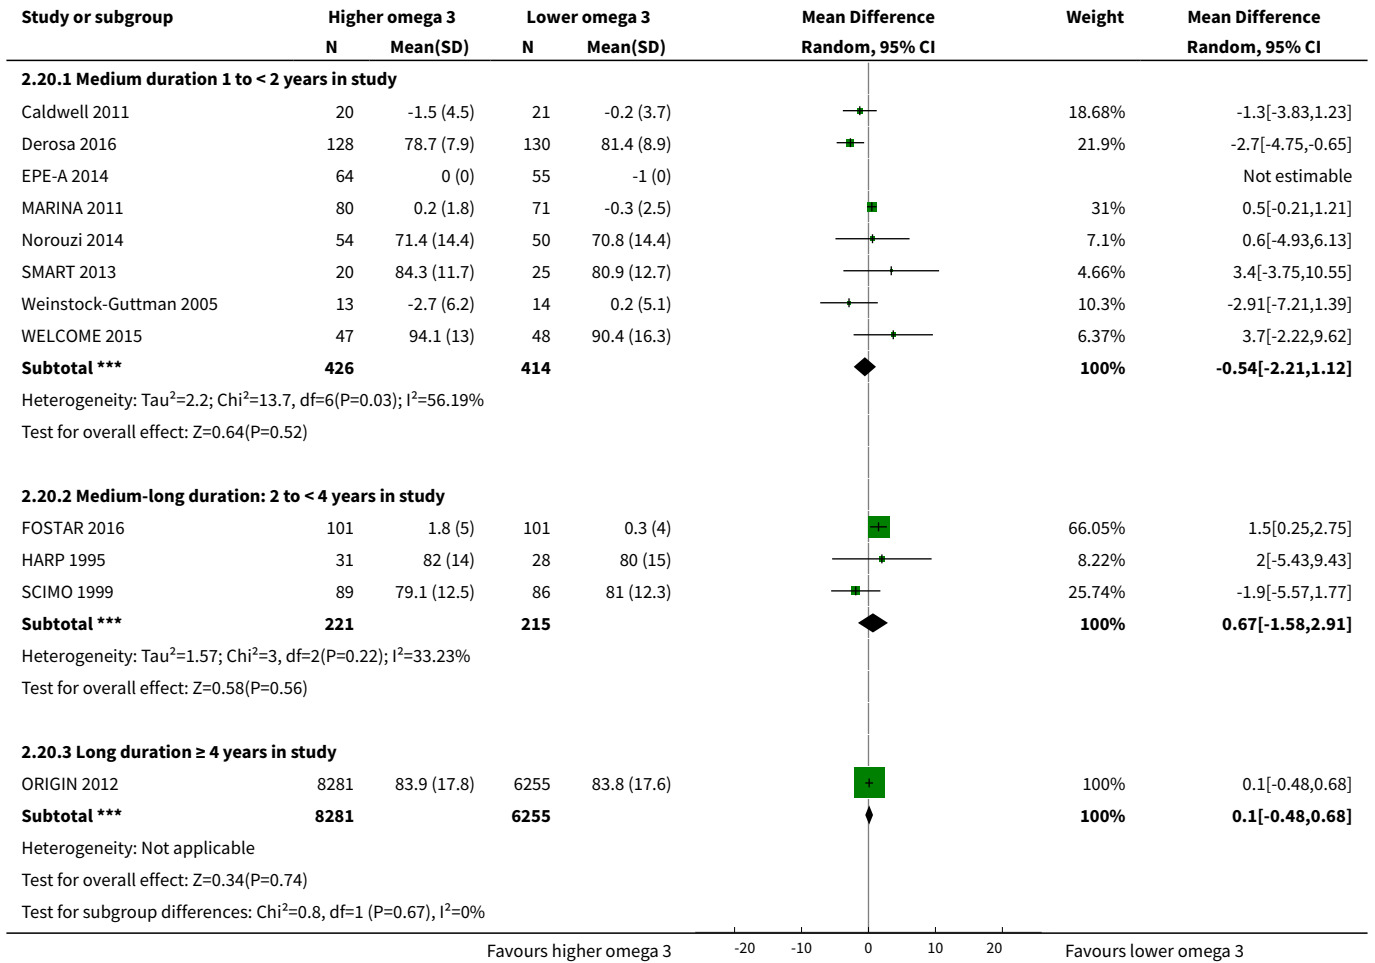 Study or subgroup Higher omega 3 Lower omega 3 Mean Difference Weight Mean Difference
N Mean(SD) N Mean(SD) Random, 95% CI Random, 95% CI
2.20.1 Medium duration 1 to < 2 years in study
Caldwell 2011 20 -1.5 (4.5) 21 -0.2 (3.7) 18.68% -1.3[-3.83,1.23]
Derosa 2016 128 78.7 (7.9) 130 81.4 (8.9) 21.9% -2.7[-4.75,-0.65]
EPE-A 2014 64 0 (0) 55 -1 (0) Not estimable
MARINA 2011 80 0.2 (1.8) 71 -0.3 (2.5) 31% 0.5[-0.21,1.21]
Norouzi 2014 54 71.4 (14.4) 50 70.8 (14.4) 7.1% 0.6[-4.93,6.13]
SMART 2013 20 84.3 (11.7) 25 80.9 (12.7) 4.66% 3.4[-3.75,10.55]
Weinstock-Guttman 2005 13 -2.7 (6.2) 14 0.2 (5.1) 10.3% -2.91[-7.21,1.39]
WELCOME 2015 47 94.1 (13) 48 90.4 (16.3) 6.37% 3.7[-2.22,9.62]
Subtotal *** 426 414 100% -0.54[-2.21,1.12]
Heterogeneity: Tau²=2.2; Chi²=13.7, df=6(P=0.03); I²=56.19%
Test for overall effect: Z=0.64(P=0.52)
2.20.2 Medium-long duration: 2 to < 4 years in study
FOSTAR 2016 101 1.8 (5) 101 0.3 (4) 66.05% 1.5[0.25,2.75]
HARP 1995 31 82 (14) 28 80 (15) 8.22% 2[-5.43,9.43]
SCIMO 1999 89 79.1 (12.5) 86 81 (12.3) 25.74% -1.9[-5.57,1.77]
Subtotal *** 221 215 100% 0.67[-1.58,2.91]
Heterogeneity: Tau²=1.57; Chi²=3, df=2(P=0.22); I²=33.23%
Test for overall effect: Z=0.58(P=0.56)
2.20.3 Long duration ≥ 4 years in study
ORIGIN 2012 8281 83.9 (17.8) 6255 83.8 (17.6) 100% 0.1[-0.48,0.68]
Subtotal *** 8281 6255 100% 0.1[-0.48,0.68]
Heterogeneity: Not applicable
Test for overall effect: Z=0.34(P=0.74)
Test for subgroup differences: Chi²=0.8, df=1 (P=0.67), I²=0%
Favours higher omega 3 -20 -10 0 10 20 Favours lower omega 3